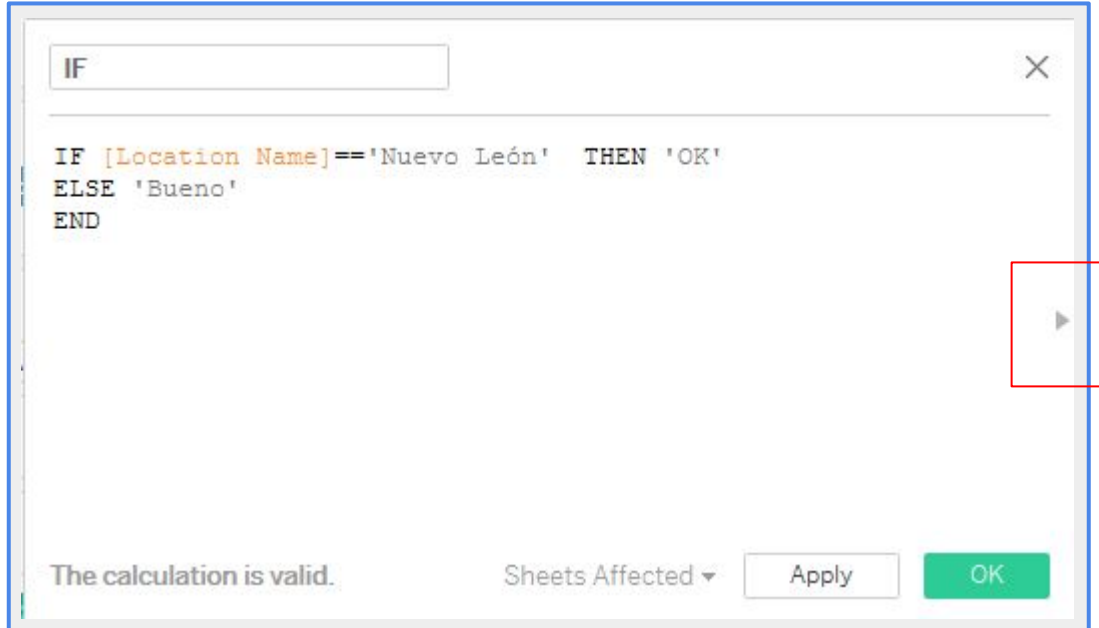 IF
IF [Location Name]=='Nuevo León'  THEN 'OK'
ELSE 'Bueno'
END
The calculation is valid.
Sheets Affected
Apply
OK